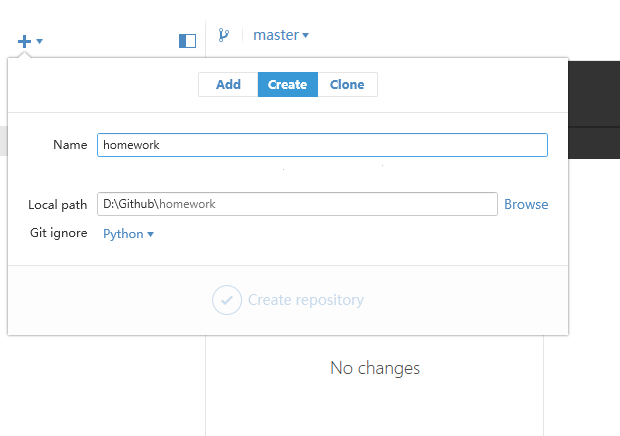 master
Add Create Clone
Name homework
Local path D:\Github\homework Browse
Git ignore Python
Create repository
No changes